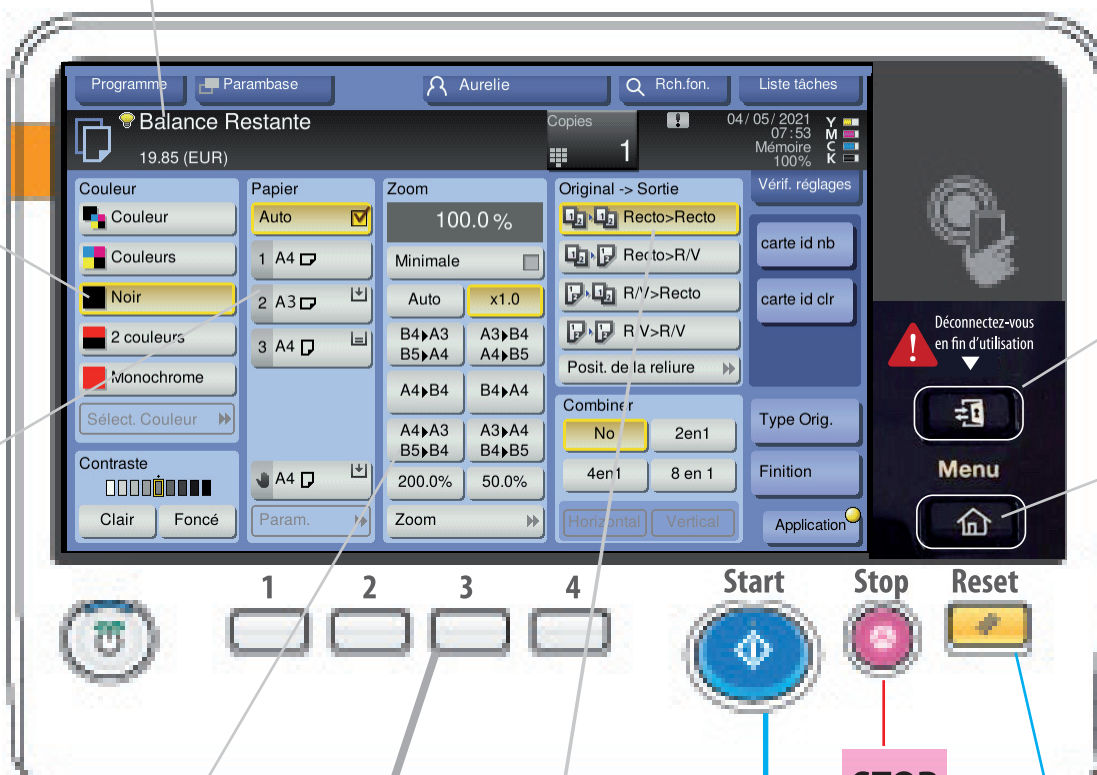 Programme
Parambase
Aurelie
Rch.fon.
Liste tâches
Balance Restante
19.85 (EUR)
Copies
1
04/05/2021
07:53
Mémoire
100%
Y
M
C
K
Couleur
Couleur
Couleurs
Noir
2 couleurs
Monochrome
Sélect. Couleur
Contraste
Clair
Foncé
Papier
Auto
1 A4
2 A3
3 A4
A4
Param.
Zoom
100.0 %
Minimale
Auto
x1.0
B4▶A3
B5▶A4
A3▶B4
A4▶B5
A4▶B4
B4▶A4
A4▶A3
B5▶B4
A3▶A4
B4▶B5
200.0%
50.0%
Zoom
Original -> Sortie
Recto>Recto
Recto>R/V
R/V>Recto
R/V>R/V
Posit. de la reliure
Combiner
No
2en1
4en1
8 en 1
Horizontal
Vertical
Vérif. réglages
carte id nb
carte id clr
Type Orig.
Finition
Application
Déconnectez-vous
en fin d'utilisation
Menu
1
2
3
4
Start
Stop
Reset
STOP